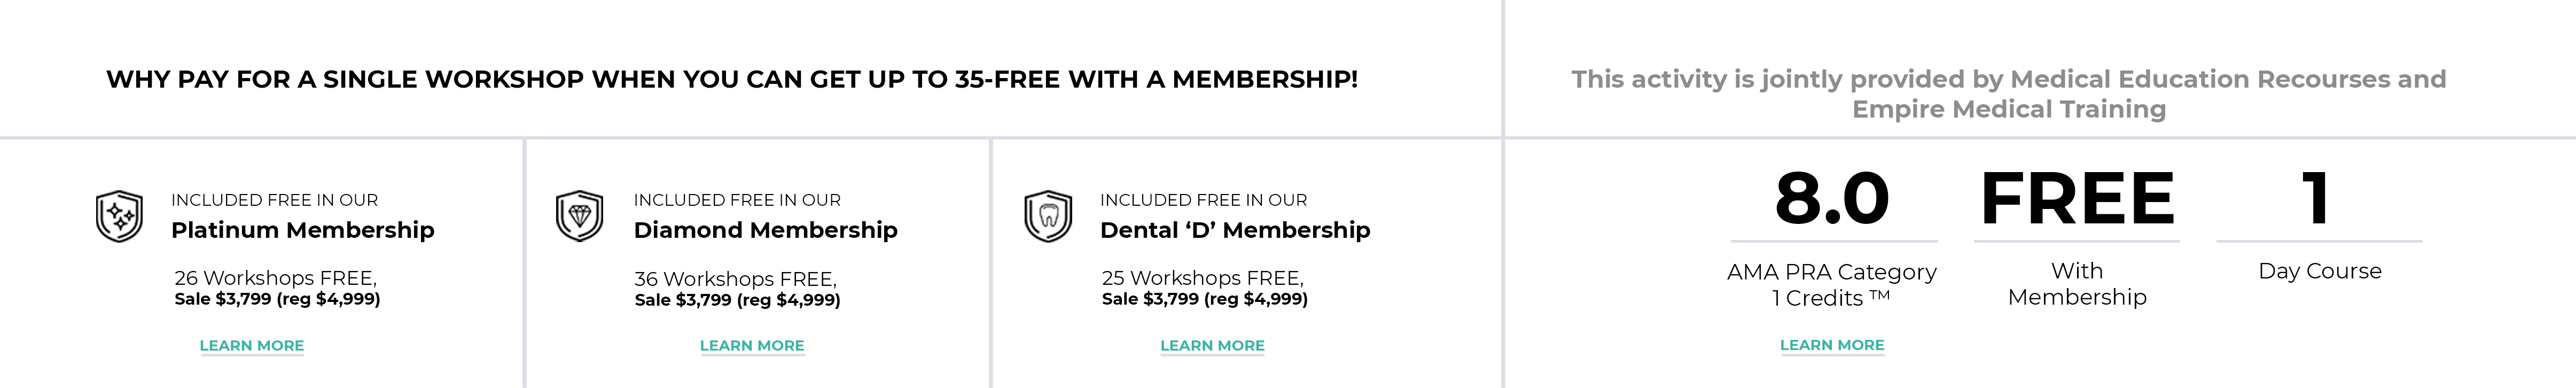 WHY PAY FOR A SINGLE WORKSHOP WHEN YOU CAN GET UP TO 35-FREE WITH A MEMBERSHIP!
INCLUDED FREE IN OUR
Platinum Membership
26 Workshops FREE,
Sale $3,799 (reg $4,999)
LEARN MORE
INCLUDED FREE IN OUR
Diamond Membership
36 Workshops FREE,
Sale $3,799 (reg $4,999)
LEARN MORE
INCLUDED FREE IN OUR
Dental ‘D’ Membership
25 Workshops FREE,
Sale $3,799 (reg $4,999)
LEARN MORE
This activity is jointly provided by Medical Education Recourses and
Empire Medical Training
8.0
AMA PRA Category
1 Credits ™
LEARN MORE
FREE
With
Membership
1
Day Course